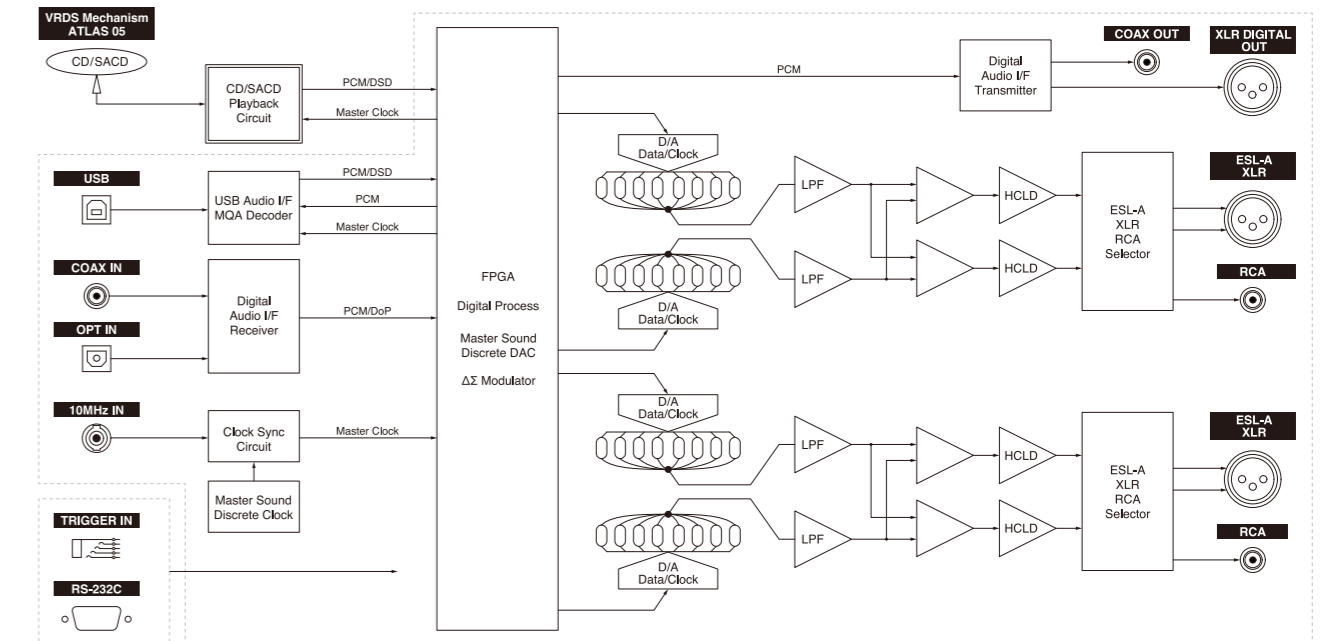 VRDS Mechanism
ATLAS 05
CD/SACD
CD/SACD
Playback
Circuit
PCM/DSD
Master Clock
USB
USB Audio I/F
MQA Decoder
PCM/DSD
PCM
Master Clock
COAX IN
OPT IN
Digital
Audio I/F
Receiver
PCM/DoP
10MHz IN
Clock Sync
Circuit
Master Clock
Master Sound
Discrete Clock
TRIGGER IN
RS-232C
FPGA
Digital Process
Master Sound
Discrete DAC
ΔΣ Modulator
PCM
Digital
Audio I/F
Transmitter
COAX OUT
XLR DIGITAL
OUT
D/A
Data/Clock
LPF
HCLD
LPF
HCLD
D/A
Data/Clock
ESL-A
XLR
RCA
Selector
ESL-A
XLR
RCA
D/A
Data/Clock
LPF
HCLD
LPF
HCLD
D/A
Data/Clock
ESL-A
XLR
RCA
Selector
ESL-A
XLR
RCA